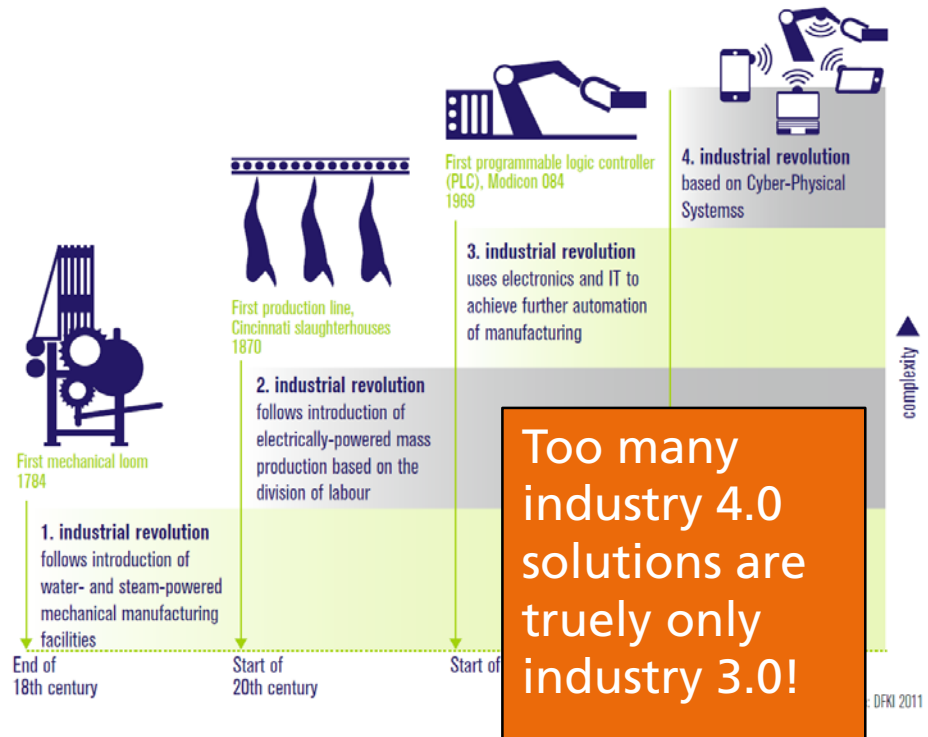 First mechanical loom
1784
1. industrial revolution
follows introduction of
water- and steam-powered
mechanical manufacturing
facilities
End of
18th century
First production line,
Cincinnati slaughterhouses
1870
2. industrial revolution
follows introduction of
electrically-powered mass
production based on the
division of labour
Start of
20th century
First programmable logic controller
(PLC), Modicon 084
1969
3. industrial revolution
uses electronics and IT to
achieve further automation
of manufacturing
Start of
4. industrial revolution
based on Cyber-Physical
Systemss
complexity
Too many
industry 4.0
solutions are
truely only
industry 3.0!
: DFKI 2011